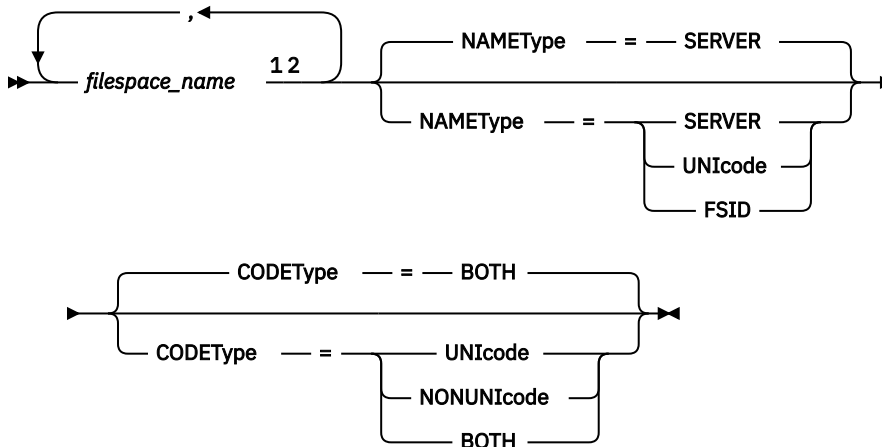 ,
filespace_name 1 2
NAMEType = SERVER
NAMEType = SERVER
UNIcode
FSID
CODEType = BOTH
CODEType = UNIcode
NONUNIcode
BOTH